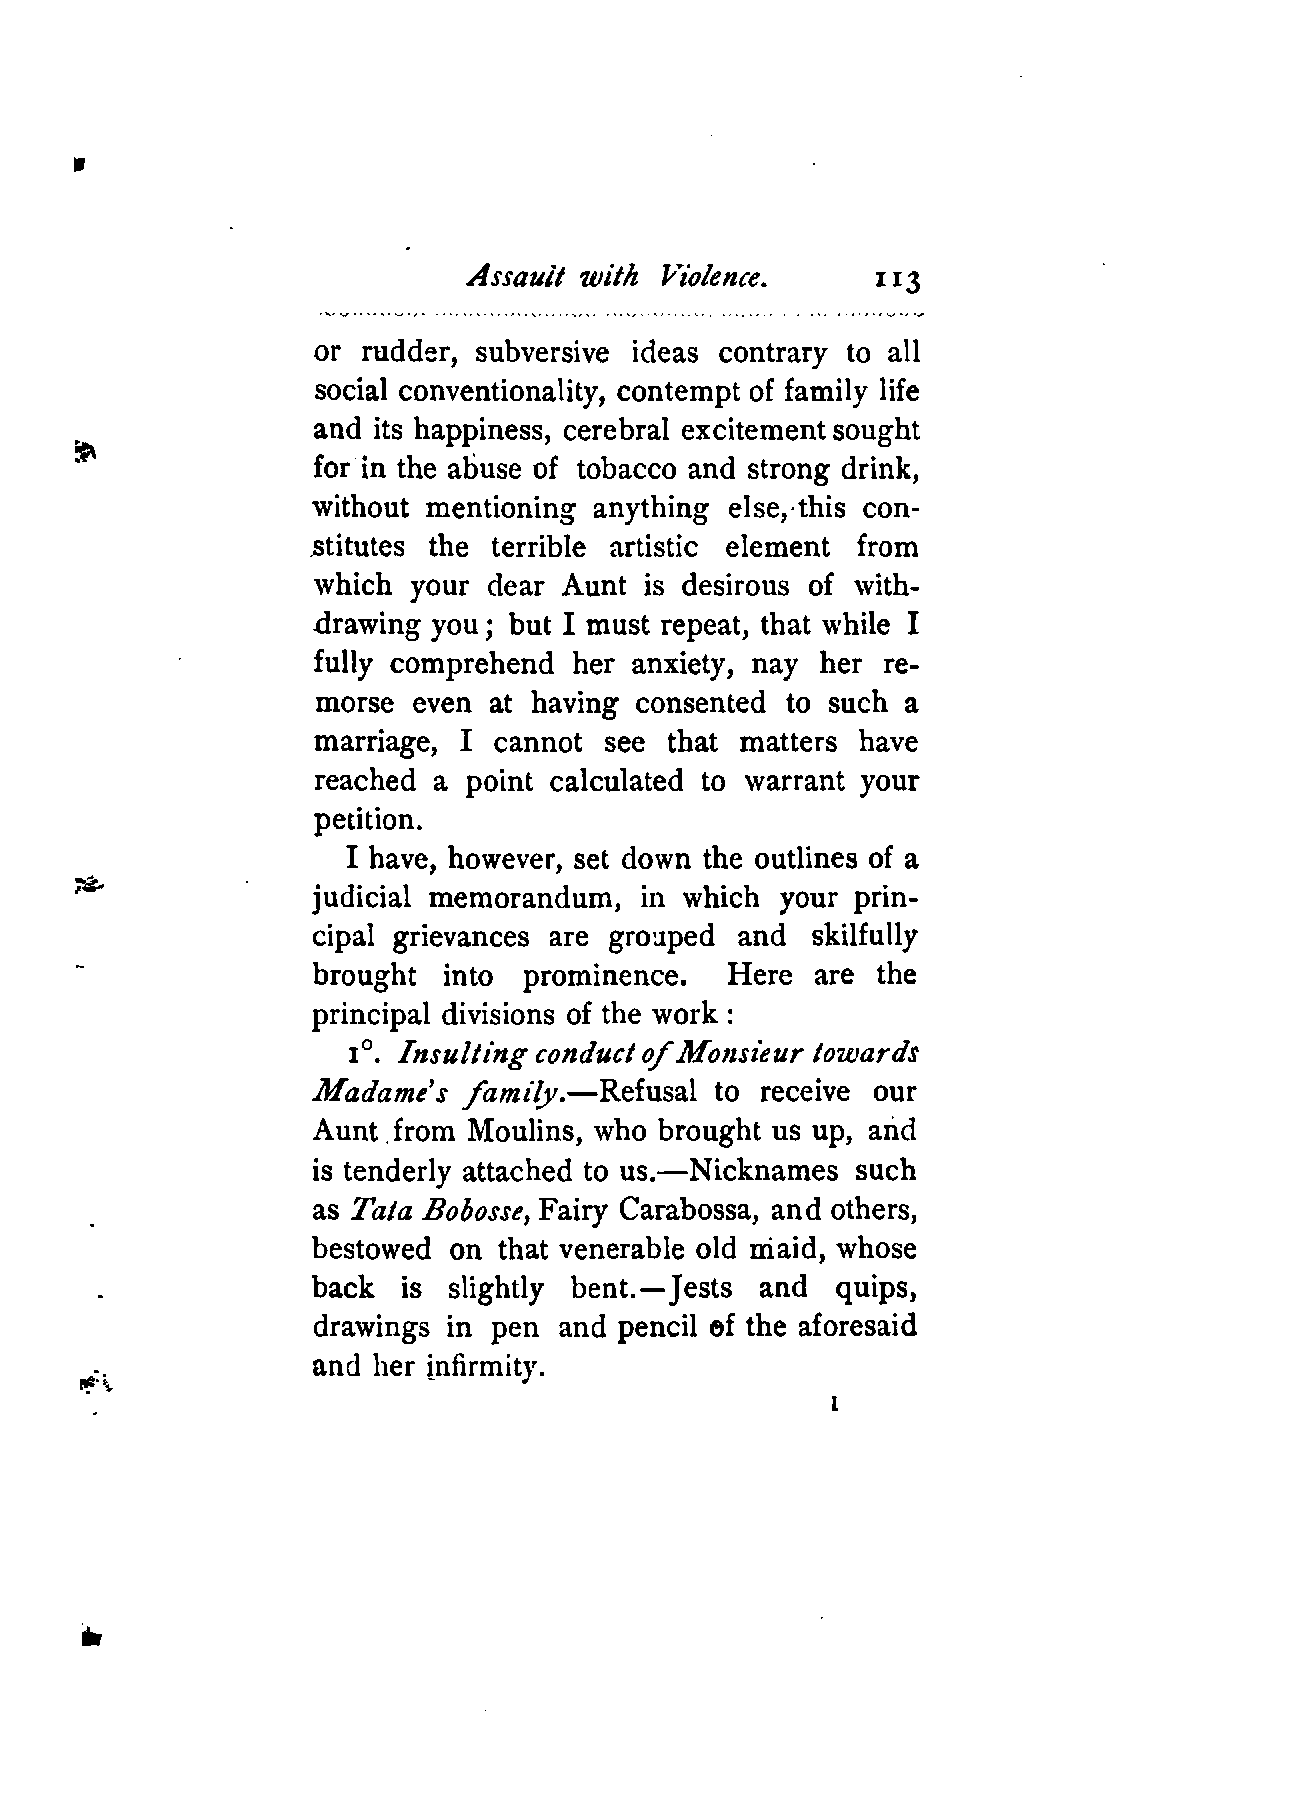 Assault with Violence. 113
or rudder, subversive ideas contrary to all
social conventionality, contempt of family life
and its happiness, cerebral excitement sought
for in the abuse of tobacco and strong drink,
without mentioning anything else, this con-
stitutes the terrible artistic element from
which your dear Aunt is desirous of with-
drawing you; but I must repeat, that while I
fully comprehend her anxiety, nay her re-
morse even at having consented to such a
marriage, I cannot see that matters have
reached a point calculated to warrant your
petition.
I have, however, set down the outlines of a
judicial memorandum, in which your prin-
cipal grievances are grouped and skilfully
brought into prominence. Here are the
principal divisions of the work:
1°. Insulting conduct of Monsieur towards
Madame's family.—Refusal to receive our
Aunt from Moulins, who brought us up, and
is tenderly attached to us.—Nicknames such
as Tata Bobosse, Fairy Carabossa, and others,
bestowed on that venerable old maid, whose
back is slightly bent.—Jests and quips,
drawings in pen and pencil of the aforesaid
and her infirmity.
I